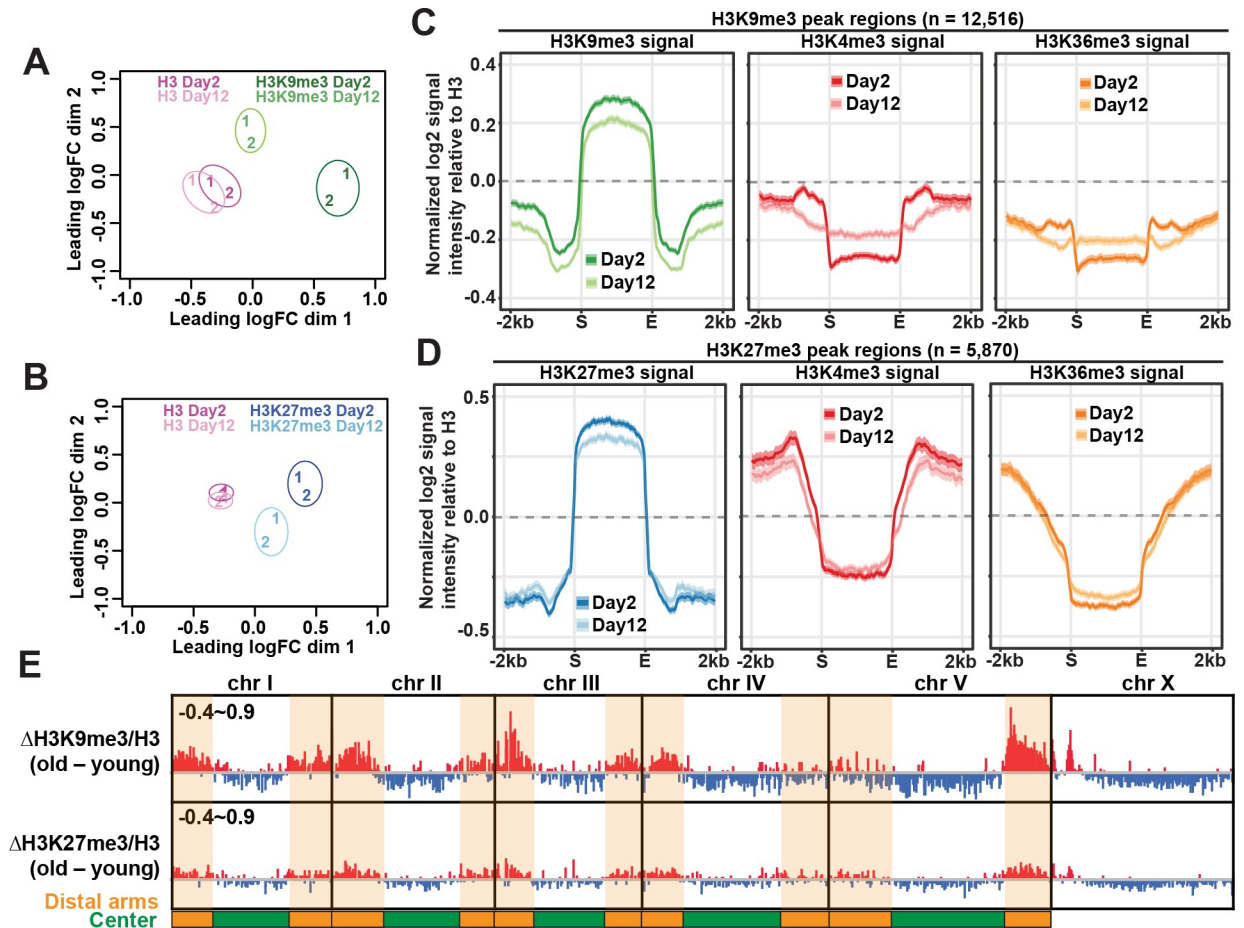 A
H3 Day2
H3 Day12
H3K9me3 Day2
H3K9me3 Day12
Leading logFC dim 2
1.0
0.5
0.0
-0.5
-1.0
1
2
1
1
2
2
1
2
-1.0
-0.5
0.0
0.5
1.0
Leading logFC dim 1
B
H3 Day2
H3 Day12
H3K27me3 Day2
H3K27me3 Day12
Leading logFC dim 2
1.0
0.5
0.0
-0.5
-1.0
1
2
1
2
-1.0
-0.5
0.0
0.5
1.0
Leading logFC dim 1
C
H3K9me3 peak regions (n = 12,516)
H3K9me3 signal
H3K4me3 signal
H3K36me3 signal
Normalized log2 signal
intensity relative to H3
0.4
0.2
0.0
-0.2
-0.4
Day2
Day12
Day2
Day12
Day2
Day12
-2kb S E 2kb
-2kb S E 2kb
-2kb S E 2kb
D
H3K27me3 peak regions (n = 5,870)
H3K27me3 signal
H3K4me3 signal
H3K36me3 signal
Normalized log2 signal
intensity relative to H3
0.5
0.0
-0.5
Day2
Day12
Day2
Day12
Day2
Day12
-2kb S E 2kb
-2kb S E 2kb
-2kb S E 2kb
E
chr I chr II chr III chr IV chr V chr X
-0.4~0.9
ΔH3K9me3/H3
(old – young)
-0.4~0.9
ΔH3K27me3/H3
(old – young)
Distal arms
Center